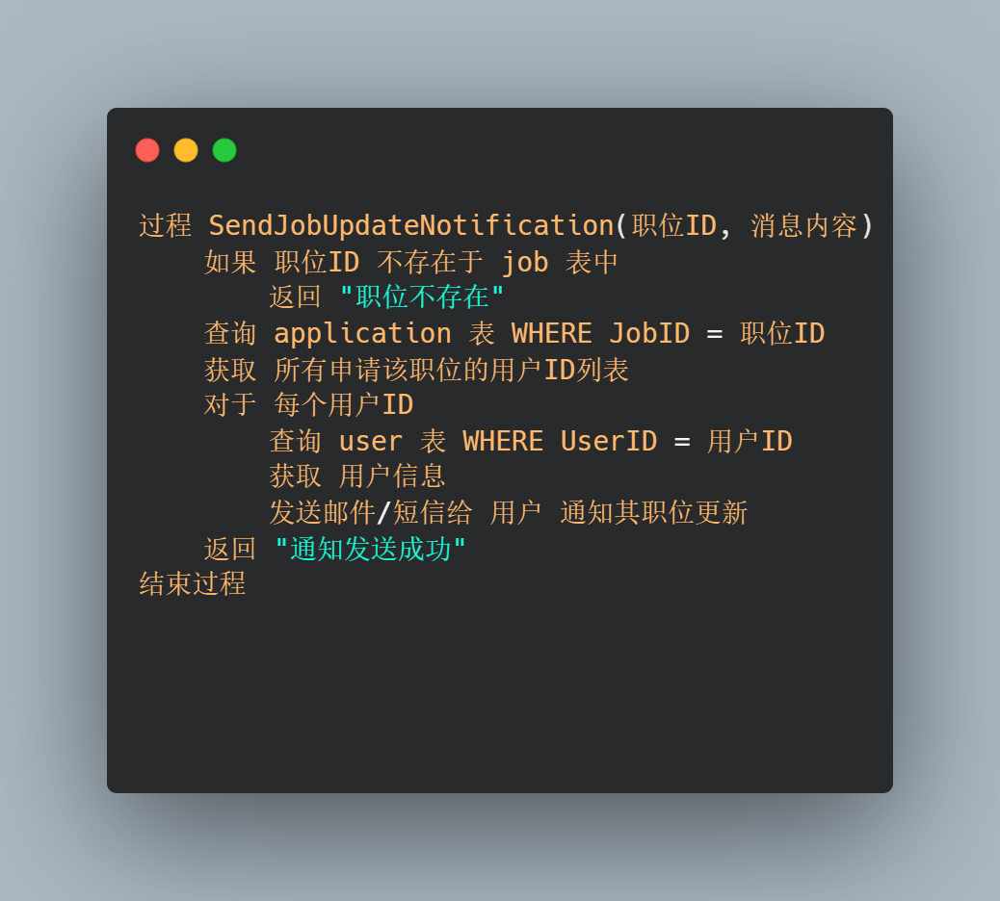 过程 SendJobUpdateNotification(职位ID, 消息内容)
    如果 职位ID 不存在于 job 表中
        返回 "职位不存在"
    查询 application 表 WHERE JobID = 职位ID
    获取 所有申请该职位的用户ID列表
    对于 每个用户ID
        查询 user 表 WHERE UserID = 用户ID
        获取 用户信息
        发送邮件/短信给 用户 通知其职位更新
    返回 "通知发送成功"
结束过程